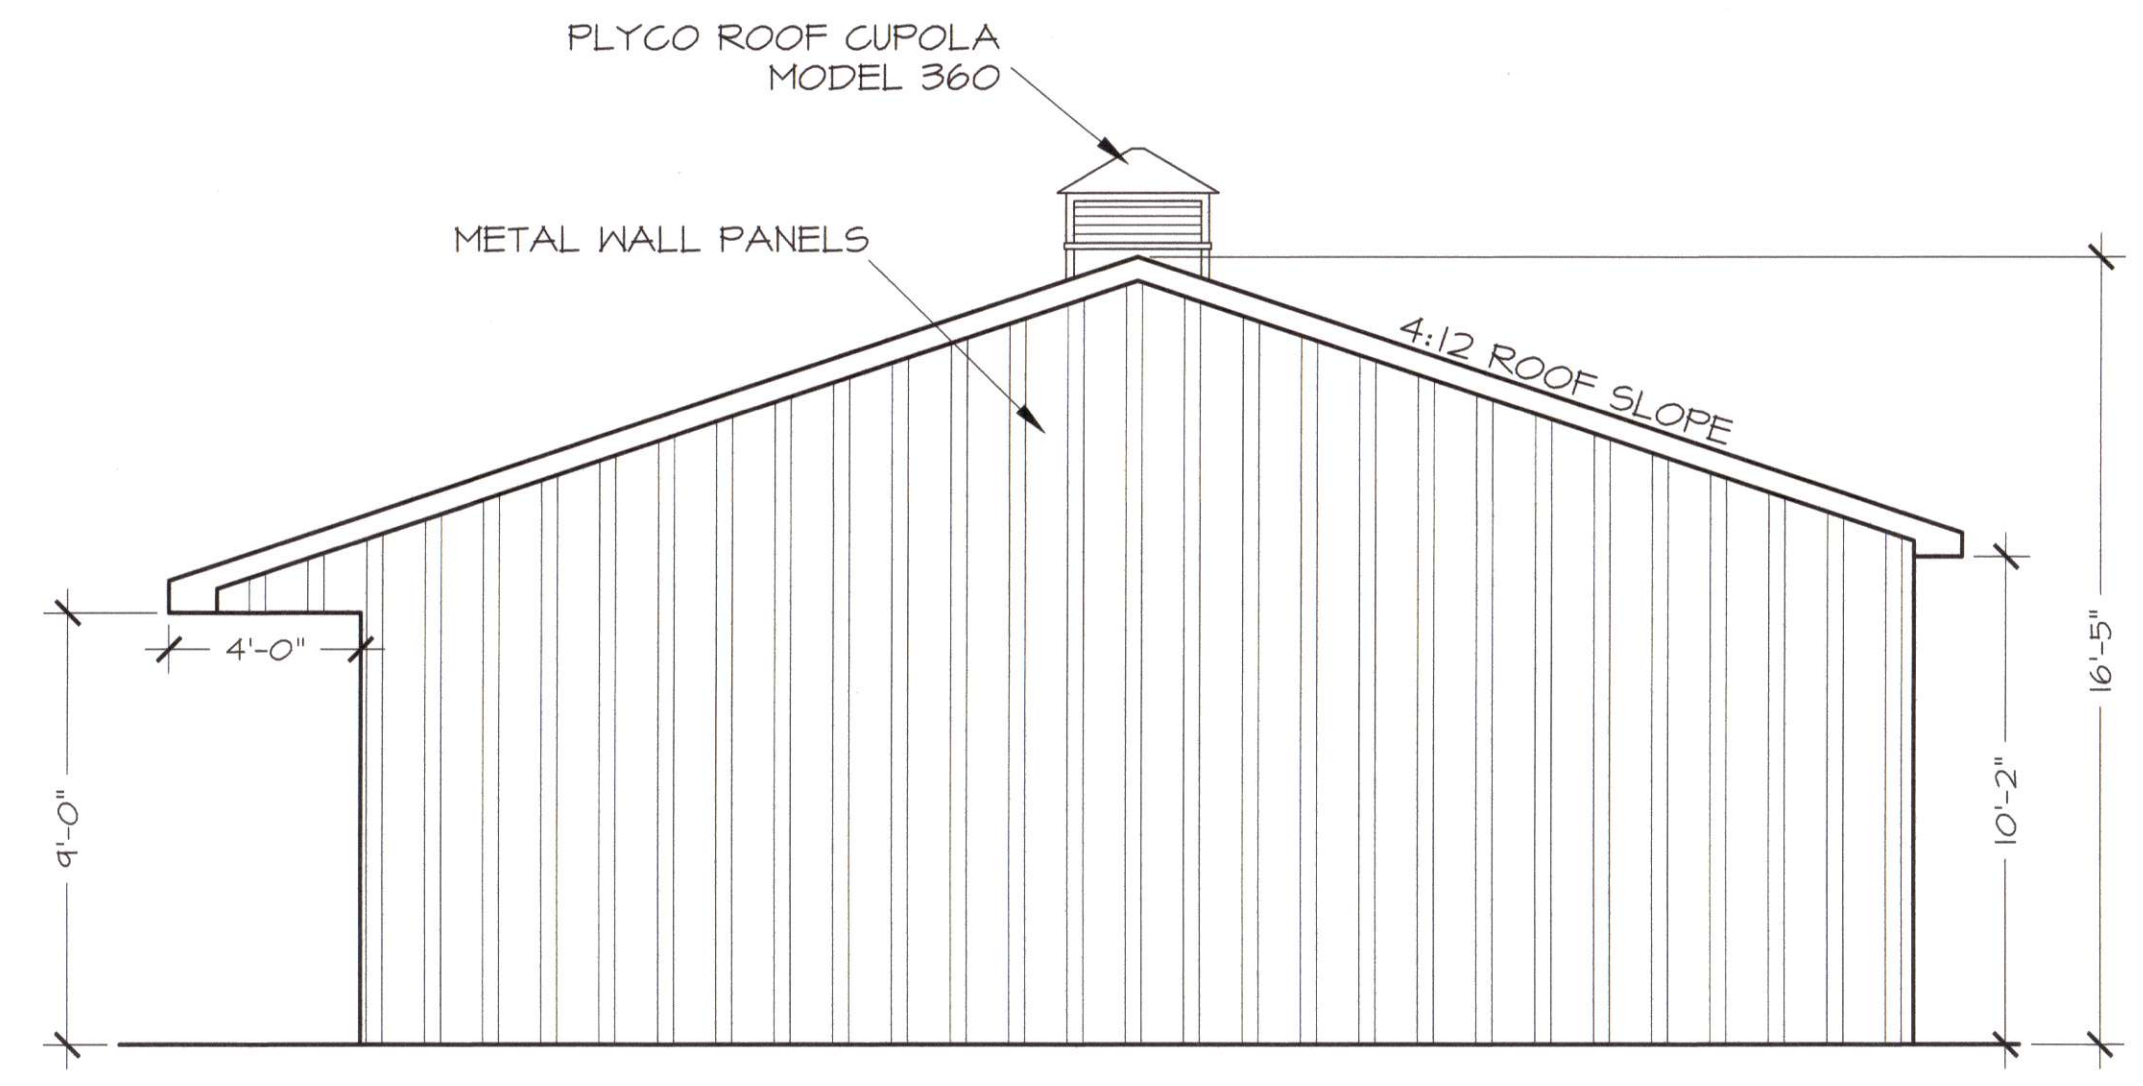 PLYCO ROOF CUPOLA
MODEL 360
METAL WALL PANELS
4:12 ROOF SLOPE
4'-0"
9'-0"
10'-2"
16'-5"